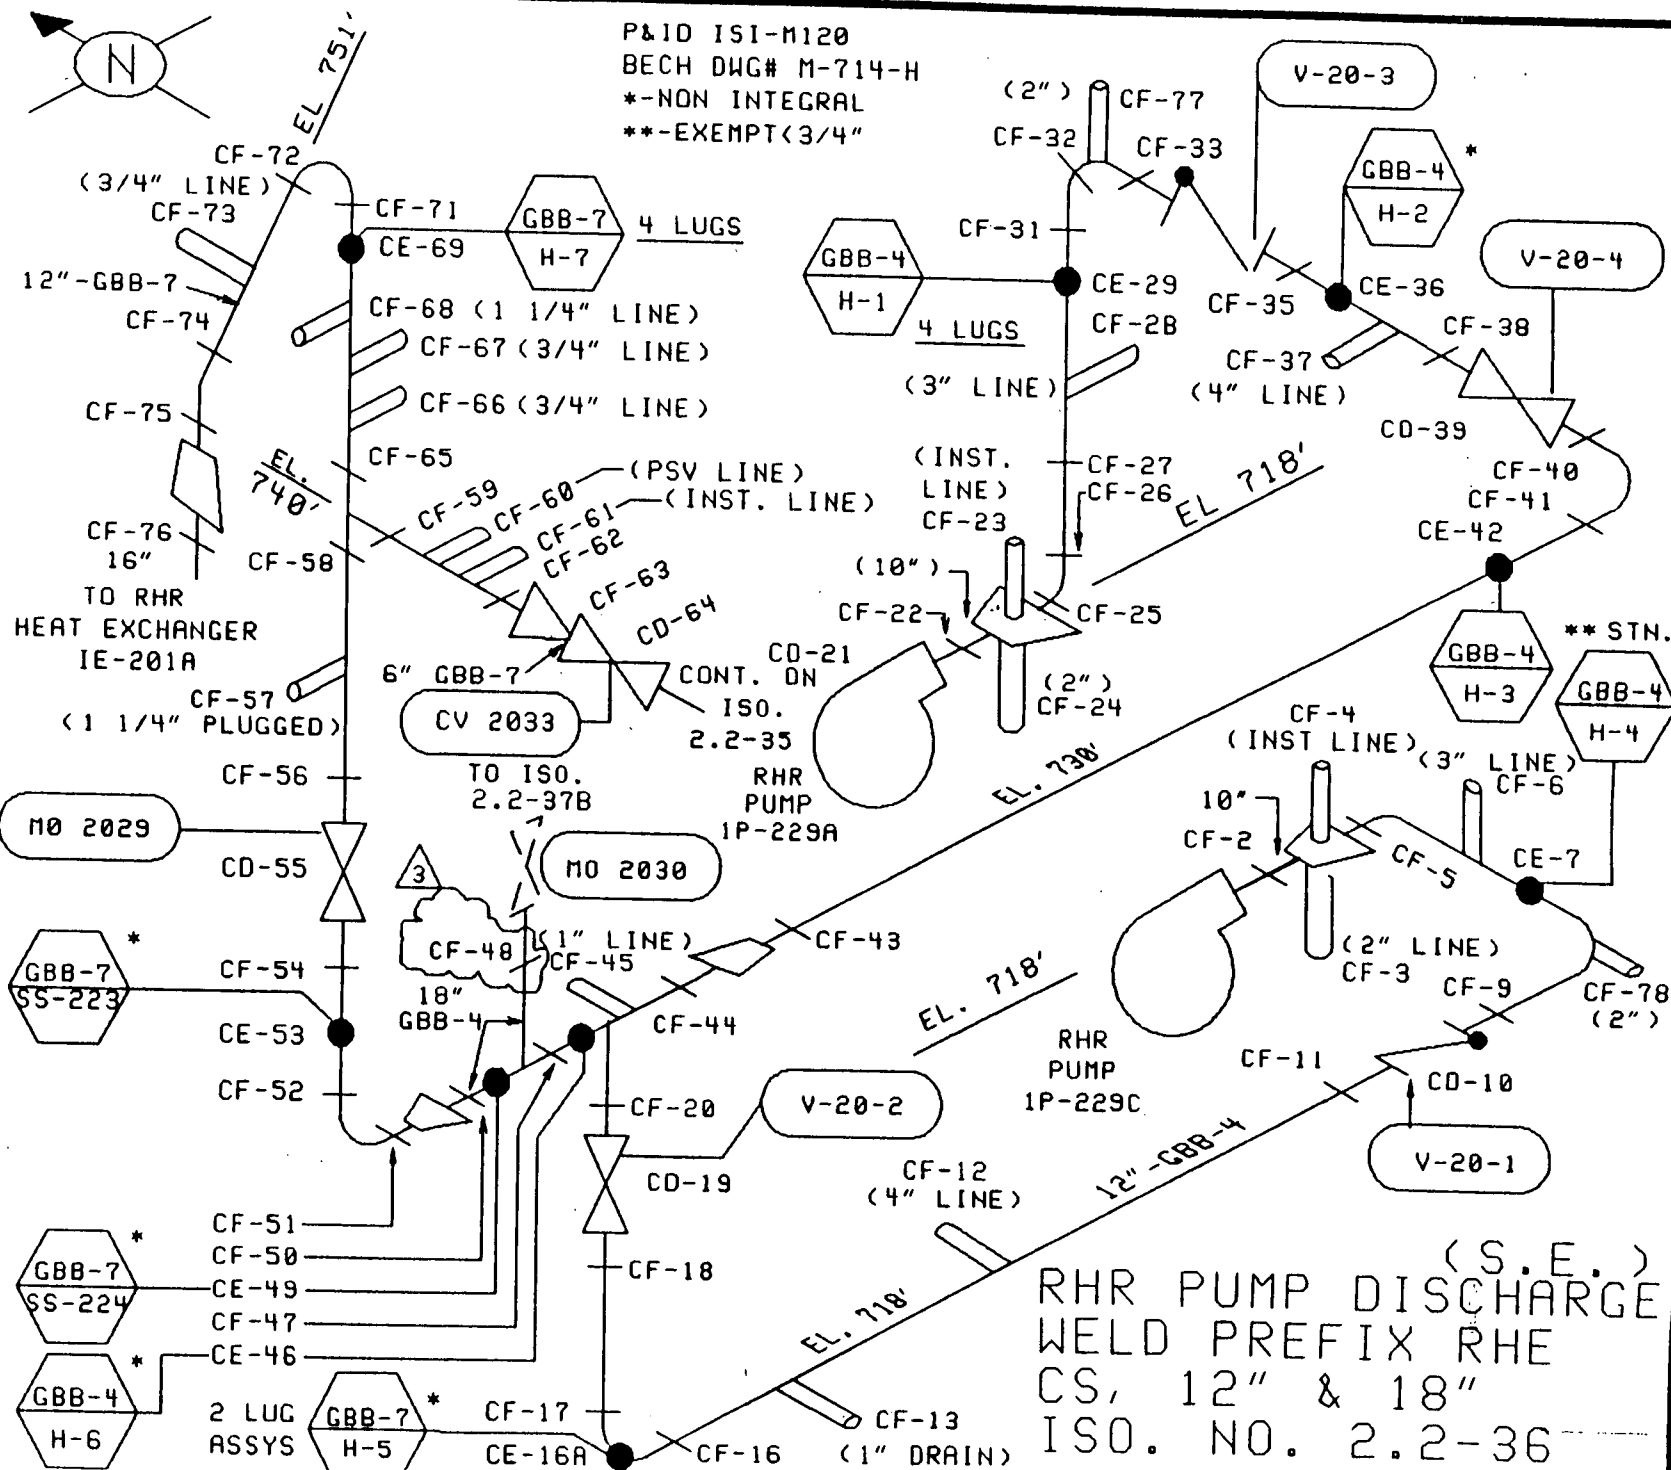 P&ID ISI-M120
BECH DWG# M-714-H
*-NON INTEGRAL
**-EXEMPT<3/4"
N
EL 751'
CF-72
(3/4" LINE)
CF-73
12"-GBB-7
CF-74
CF-75
CF-76
16"
TO RHR
HEAT EXCHANGER
IE-201A
CF-71
CE-69
GBB-7
H-7
4 LUGS
CF-68 (1 1/4" LINE)
CF-67 (3/4" LINE)
CF-66 (3/4" LINE)
CF-65
EL.
740'
CF-59
CF-60
(PSV LINE)
CF-61
(INST. LINE)
CF-62
CF-63
CD-64
CF-58
6" GBB-7
CV 2033
CONT. ON
ISO.
2.2-35
CF-57
(1 1/4" PLUGGED)
CF-56
MO 2029
CD-55
TO ISO.
2.2-37B
MO 2030
3
CF-48
(1" LINE)
CF-45
18"
GBB-4
GBB-7
SS-223
*
CF-54
CE-53
CF-52
CF-51
CF-50
CE-49
CF-47
CE-46
GBB-7
SS-224
*
GBB-4
H-6
*
2 LUG
ASSYS
GBB-7
H-5
*
CF-17
CE-16A
CF-16
CF-13
(1" DRAIN)
CF-18
CD-19
CF-20
V-20-2
CF-44
CF-43
EL. 730'
(2")
CF-77
CF-32
CF-33
CF-31
GBB-4
H-1
4 LUGS
CE-29
CF-2B
(3" LINE)
CF-27
CF-26
(INST.
LINE)
CF-23
(10")
CF-22
CF-25
CD-21
(2")
CF-24
RHR
PUMP
1P-229A
EL 718'
V-20-3
GBB-4
H-2
*
V-20-4
CF-35
CE-36
CF-37
(4" LINE)
CF-38
CD-39
CF-40
CF-41
CE-42
GBB-4
H-3
** STN.
GBB-4
H-4
CF-4
(INST LINE)
(3" LINE)
CF-6
10"
CF-2
CF-5
CE-7
(2" LINE)
CF-3
RHR
PUMP
1P-229C
EL. 718'
CF-78
(2")
CF-9
CD-10
CF-11
V-20-1
12"-GBB-4
CF-12
(4" LINE)
EL. 718'
(S.E.)
RHR PUMP DISCHARGE
WELD PREFIX RHE
CS, 12" & 18"
ISO. NO. 2.2-36